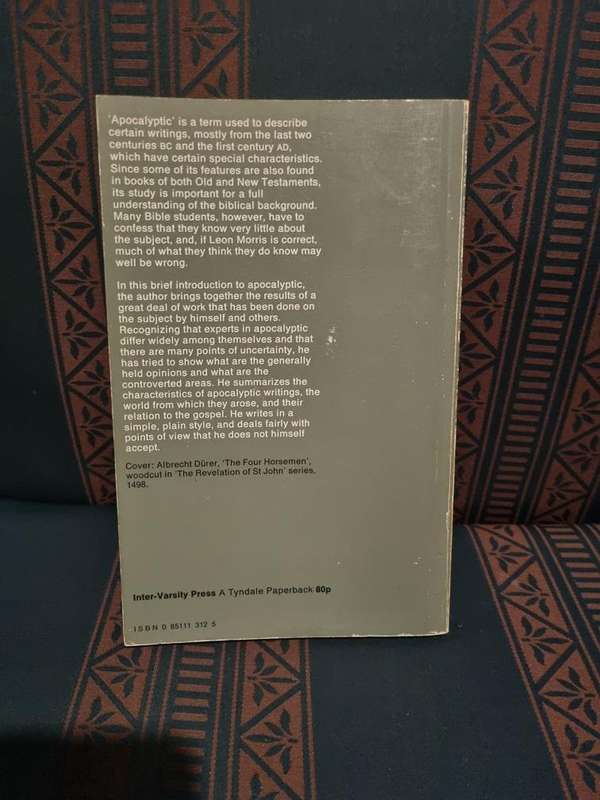 'Apocalyptic' is a term used to describe
certain writings, mostly from the last two
centuries BC and the first century AD,
which have certain special characteristics.
Since some of its features are also found
in books of both Old and New Testaments,
its study is important for a full
understanding of the biblical background.
Many Bible students, however, have to
confess that they know very little about
the subject, and, if Leon Morris is correct,
much of what they think they do know may
well be wrong.
In this brief introduction to apocalyptic,
the author brings together the results of a
great deal of work that has been done on
the subject by himself and others.
Recognizing that experts in apocalyptic
differ widely among themselves and that
there are many points of uncertainty, he
has tried to show what are the generally
held opinions and what are the
controverted areas. He summarizes the
characteristics of apocalyptic writings, the
world from which they arose, and their
relation to the gospel. He writes in a
simple, plain style, and deals fairly with
points of view that he does not himself
accept.
Cover: Albrecht Dürer, 'The Four Horsemen',
woodcut in 'The Revelation of St John' series,
1498.
Inter-Varsity Press A Tyndale Paperback 80p
ISBN 0 85111 312 5